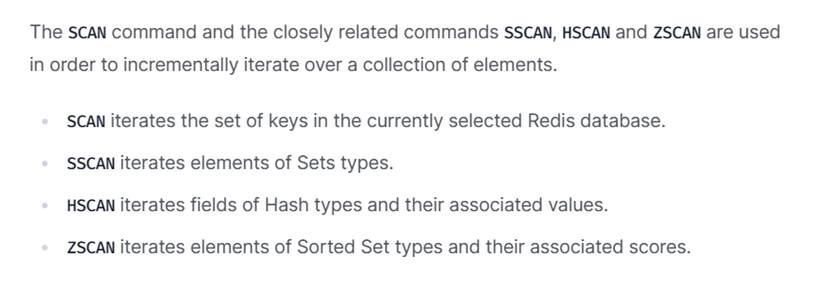 The SCAN command and the closely related commands SSCAN, HSCAN and ZSCAN are used
in order to incrementally iterate over a collection of elements.
SCAN iterates the set of keys in the currently selected Redis database.
SSCAN iterates elements of Sets types.
HSCAN iterates fields of Hash types and their associated values.
ZSCAN iterates elements of Sorted Set types and their associated scores.